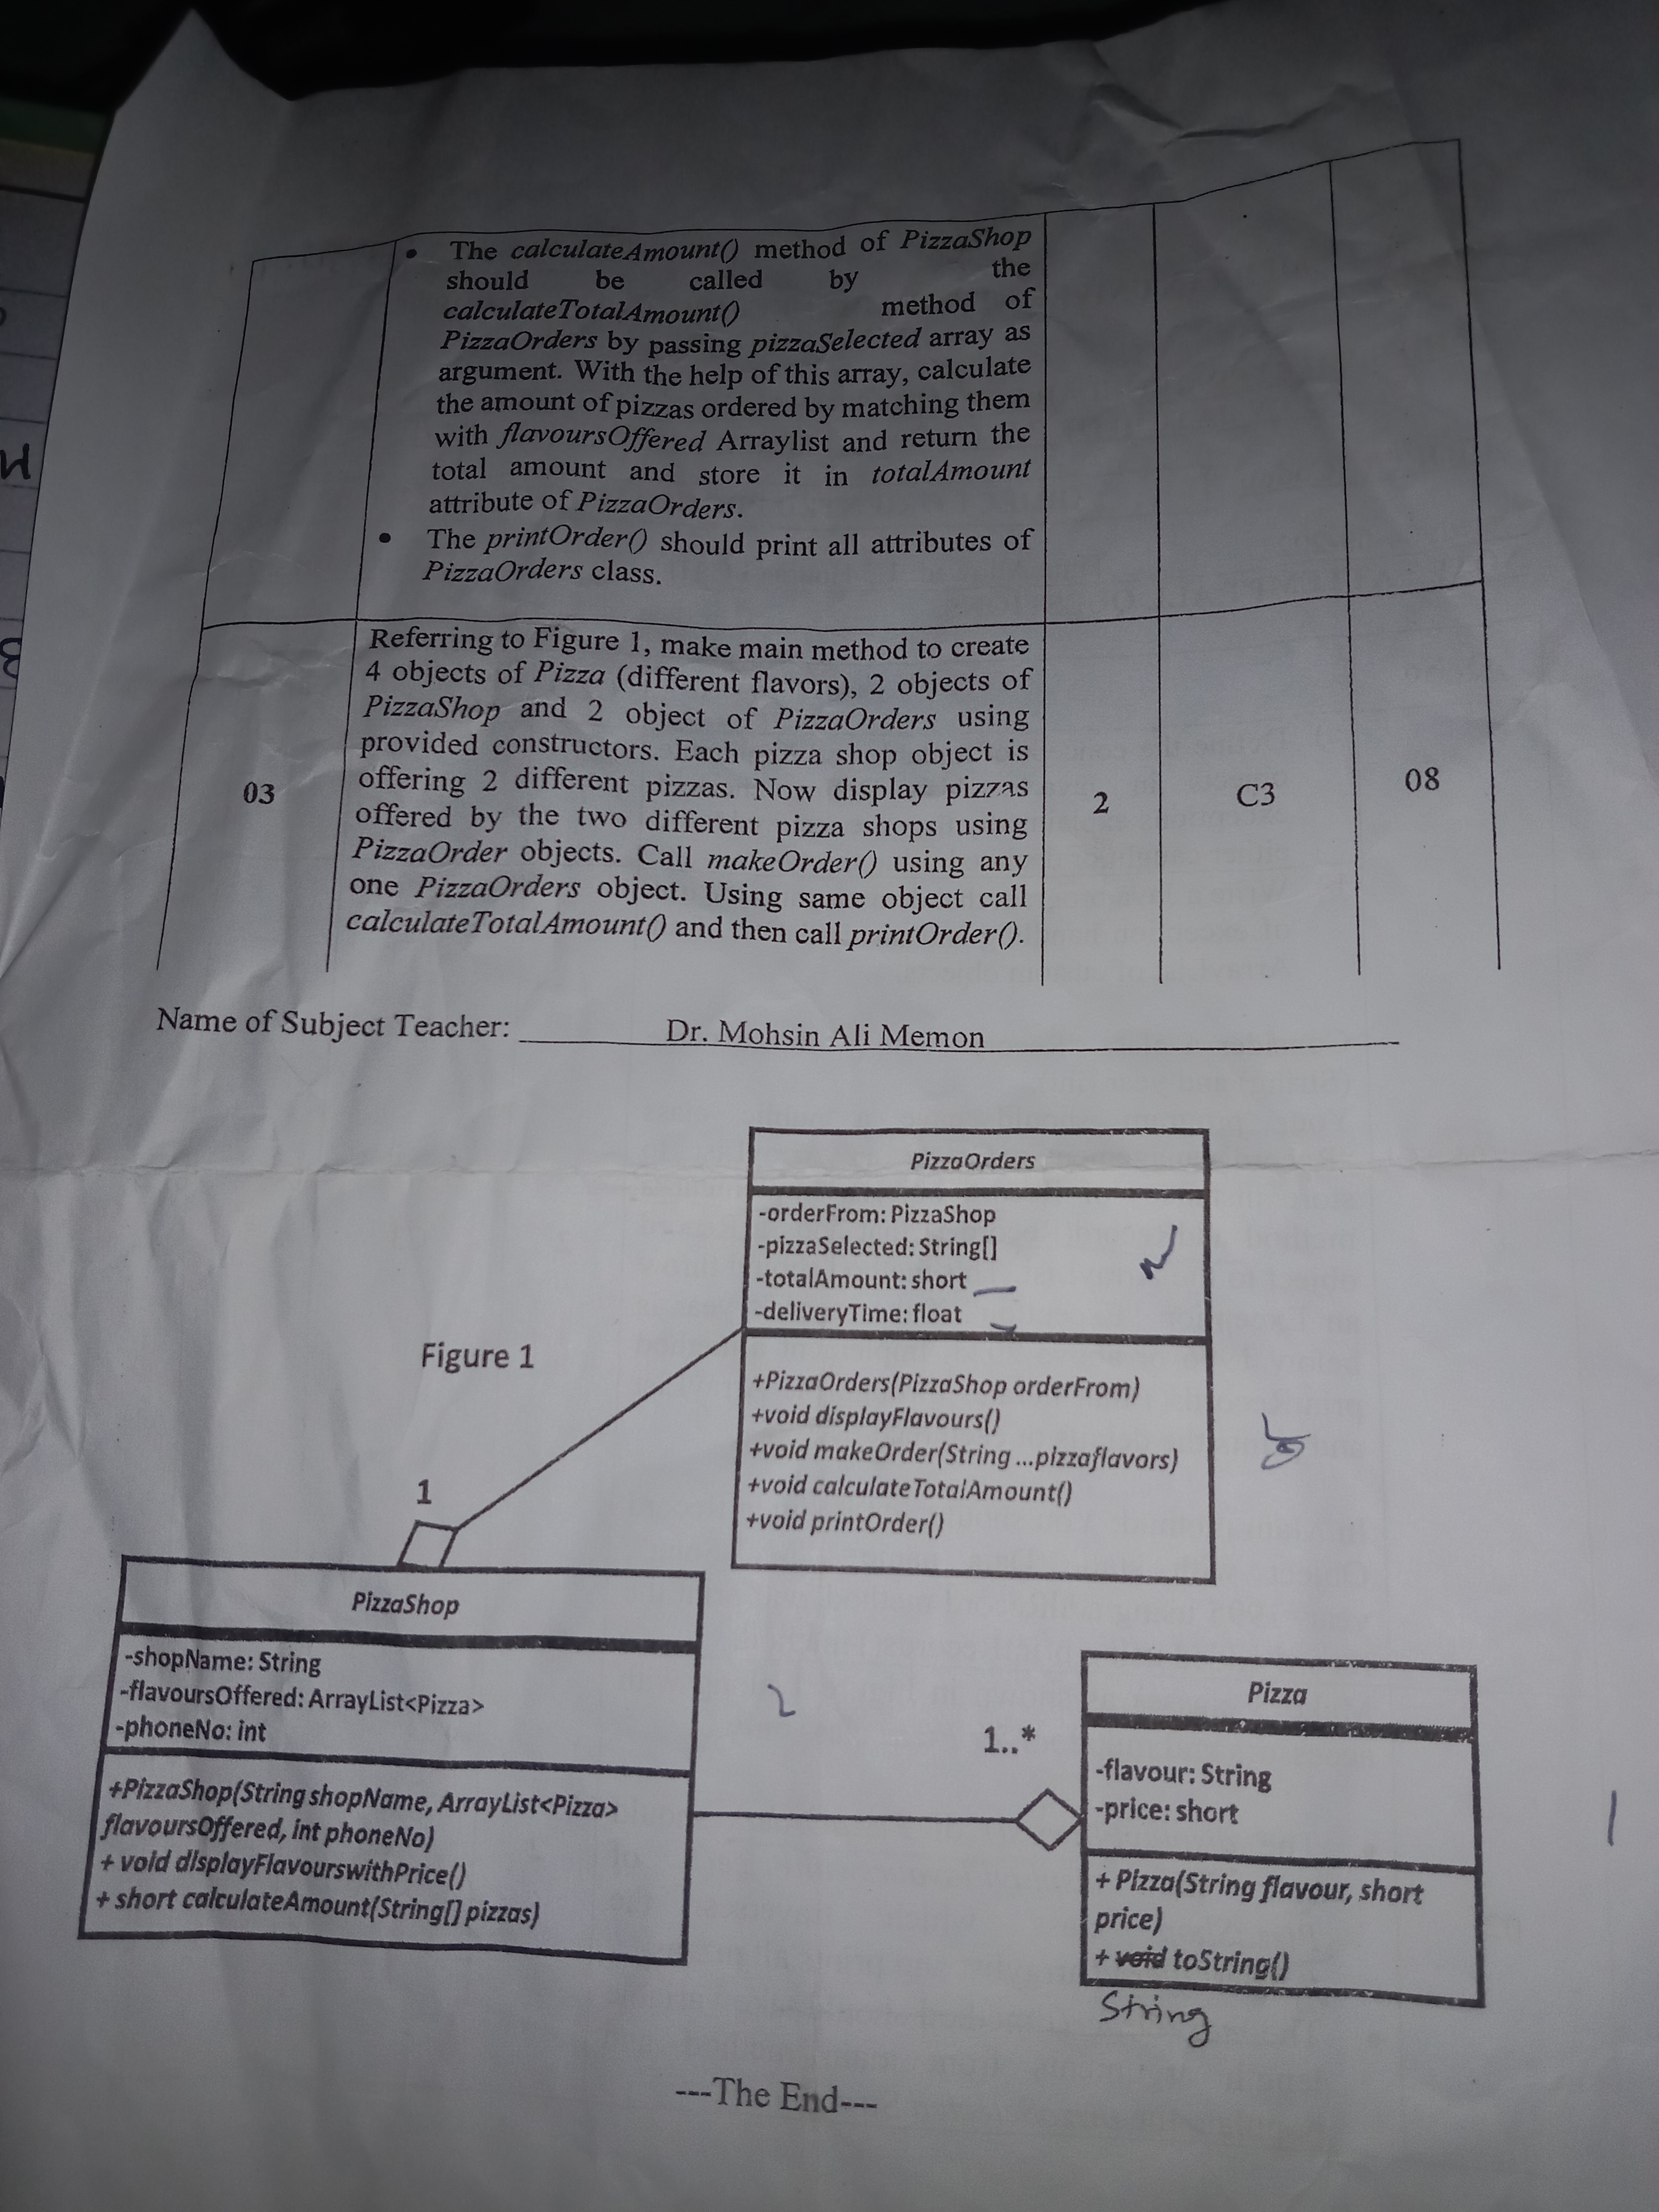 • The calculateAmount() method of PizzaShop
should be called by the
calculateTotalAmount() method of
PizzaOrders by passing pizzaSelected array as
argument. With the help of this array, calculate
the amount of pizzas ordered by matching them
with flavoursOffered Arraylist and return the
total amount and store it in totalAmount
attribute of PizzaOrders.
• The printOrder() should print all attributes of
PizzaOrders class.
03
Referring to Figure 1, make main method to create
4 objects of Pizza (different flavors), 2 objects of
PizzaShop and 2 object of PizzaOrders using
provided constructors. Each pizza shop object is
offering 2 different pizzas. Now display pizzas
offered by the two different pizza shops using
PizzaOrder objects. Call makeOrder() using any
one PizzaOrders object. Using same object call
calculateTotalAmount() and then call printOrder().
2
C3
08
Name of Subject Teacher: Dr. Mohsin Ali Memon
PizzaOrders
-orderFrom: PizzaShop
-pizzaSelected: String[]
-totalAmount: short
-deliveryTime: float
+PizzaOrders(PizzaShop orderFrom)
+void displayFlavours()
+void makeOrder(String ...pizzaflavors)
+void calculateTotalAmount()
+void printOrder()
Figure 1
1
PizzaShop
-shopName: String
-flavoursOffered: ArrayList<Pizza>
-phoneNo: int
+PizzaShop(String shopName, ArrayList<Pizza>
flavoursOffered, int phoneNo)
+ void displayFlavourswithPrice()
+ short calculateAmount(String[] pizzas)
2
1..*
Pizza
-flavour: String
-price: short
+ Pizza(String flavour, short
price)
+ void toString()
String
1
---The End---